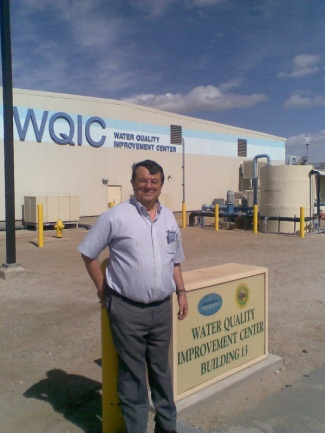 WQIC
WATER QUALITY
IMPROVEMENT CENTER
WATER QUALITY
IMPROVEMENT CENTER
BUILDING 13